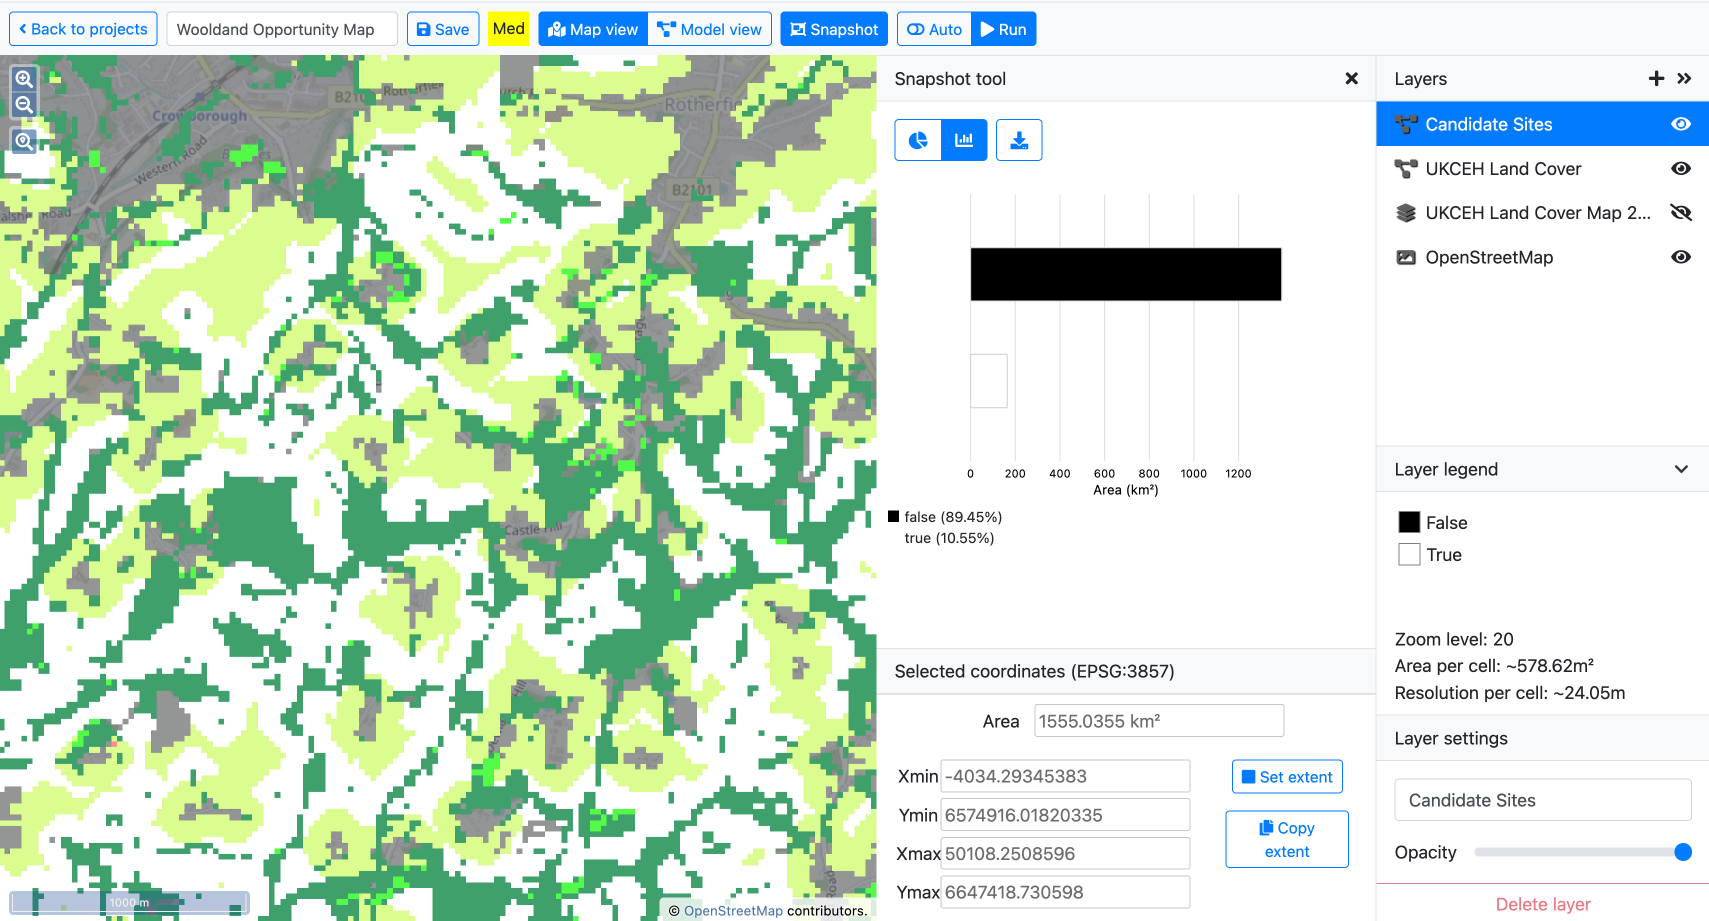 Back to projects
Wooldand Opportunity Map
Save
Med
Map view
Model view
Snapshot
Auto
Run
Snapshot tool
Layers
Candidate Sites
UKCEH Land Cover
UKCEH Land Cover Map 2...
OpenStreetMap
0 200 400 600 800 1000 1200
Area (km²)
false (89.45%)
true (10.55%)
Layer legend
False
True
Zoom level: 20
Area per cell: ~578.62m²
Resolution per cell: ~24.05m
Selected coordinates (EPSG:3857)
Area 1555.0355 km²
Xmin -4034.29345383
Ymin 6574916.01820335
Xmax 50108.2508596
Ymax 6647418.730598
Set extent
Copy
extent
Layer settings
Candidate Sites
Opacity
Delete layer
Western Road
B2101
Castle Hill
Road
1000 m
© OpenStreetMap contributors.